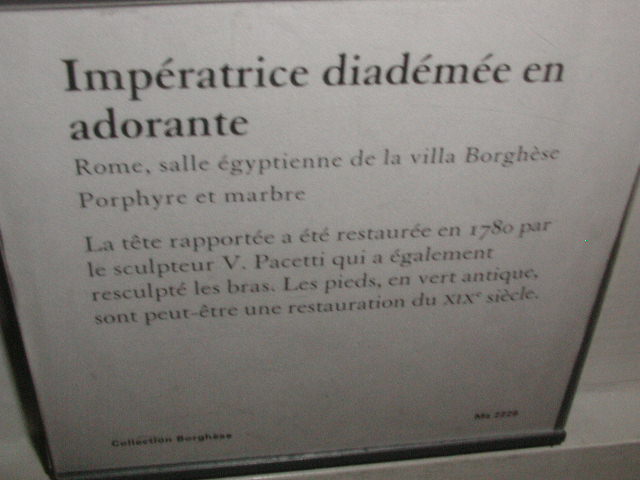 Impératrice diadémée en
adorante
Rome, salle égyptienne de la villa Borghèse
Porphyre et marbre
La tête rapportée a été restaurée en 1780 par
le sculpteur V. Pacetti qui a également
resculpté les bras. Les pieds, en vert antique,
sont peut-être une restauration du XIXe siècle.
Collection Borghèse
Ma